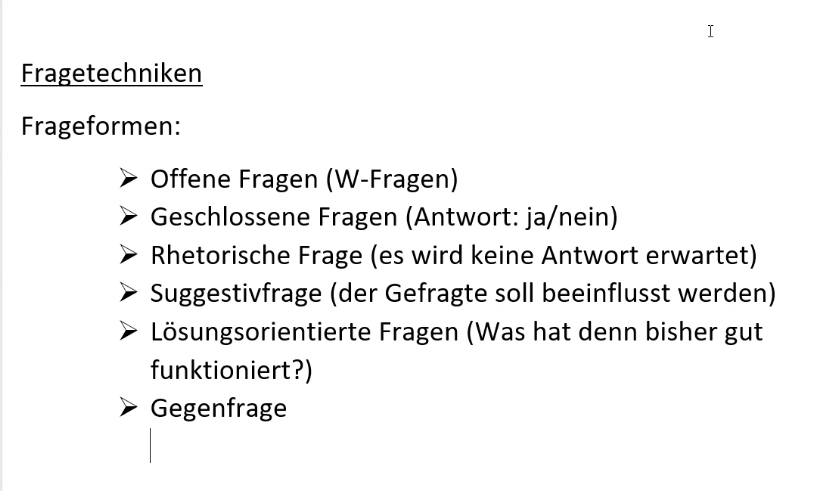 Fragetechniken
Frageformen:
➢ Offene Fragen (W-Fragen)
➢ Geschlossene Fragen (Antwort: ja/nein)
➢ Rhetorische Frage (es wird keine Antwort erwartet)
➢ Suggestivfrage (der Gefragte soll beeinflusst werden)
➢ Lösungsorientierte Fragen (Was hat denn bisher gut
funktioniert?)
➢ Gegenfrage